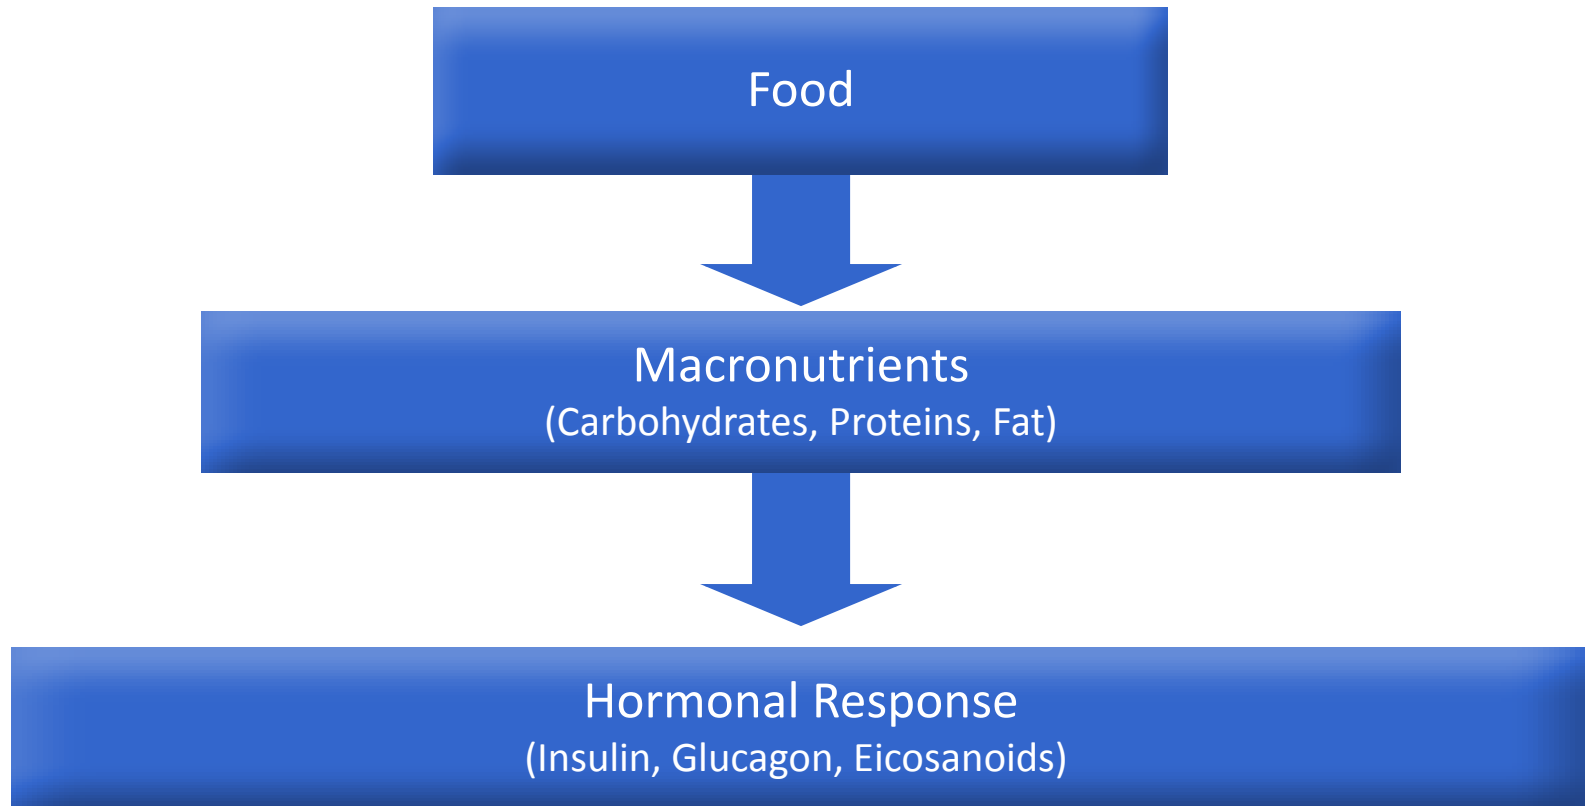 Food
Macronutrients
(Carbohydrates, Proteins, Fat)
Hormonal Response
(Insulin, Glucagon, Eicosanoids)